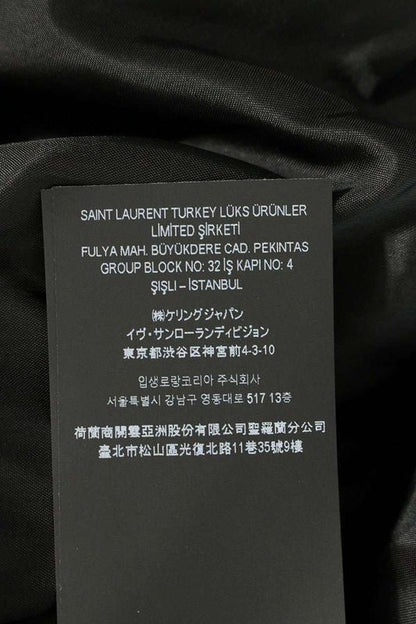 SAINT LAURENT TURKEY LÜKS ÜRÜNLER
LİMİTED ŞİRKETİ
FULYA MAH. BÜYÜKDERE CAD. PEKINTAS
GROUP BLOCK NO: 32 İŞ KAPI NO: 4
ŞIŞLI – İSTANBUL
㈱ケリングジャパン
イヴ・サンローランディビジョン
東京都渋谷区神宮前4-3-10
입생로랑코리아 주식회사
서울특별시 강남구 영동대로 517 13층
荷蘭商開雲亞洲股份有限公司聖羅蘭分公司
臺北市松山區光復北路11巷35號9樓